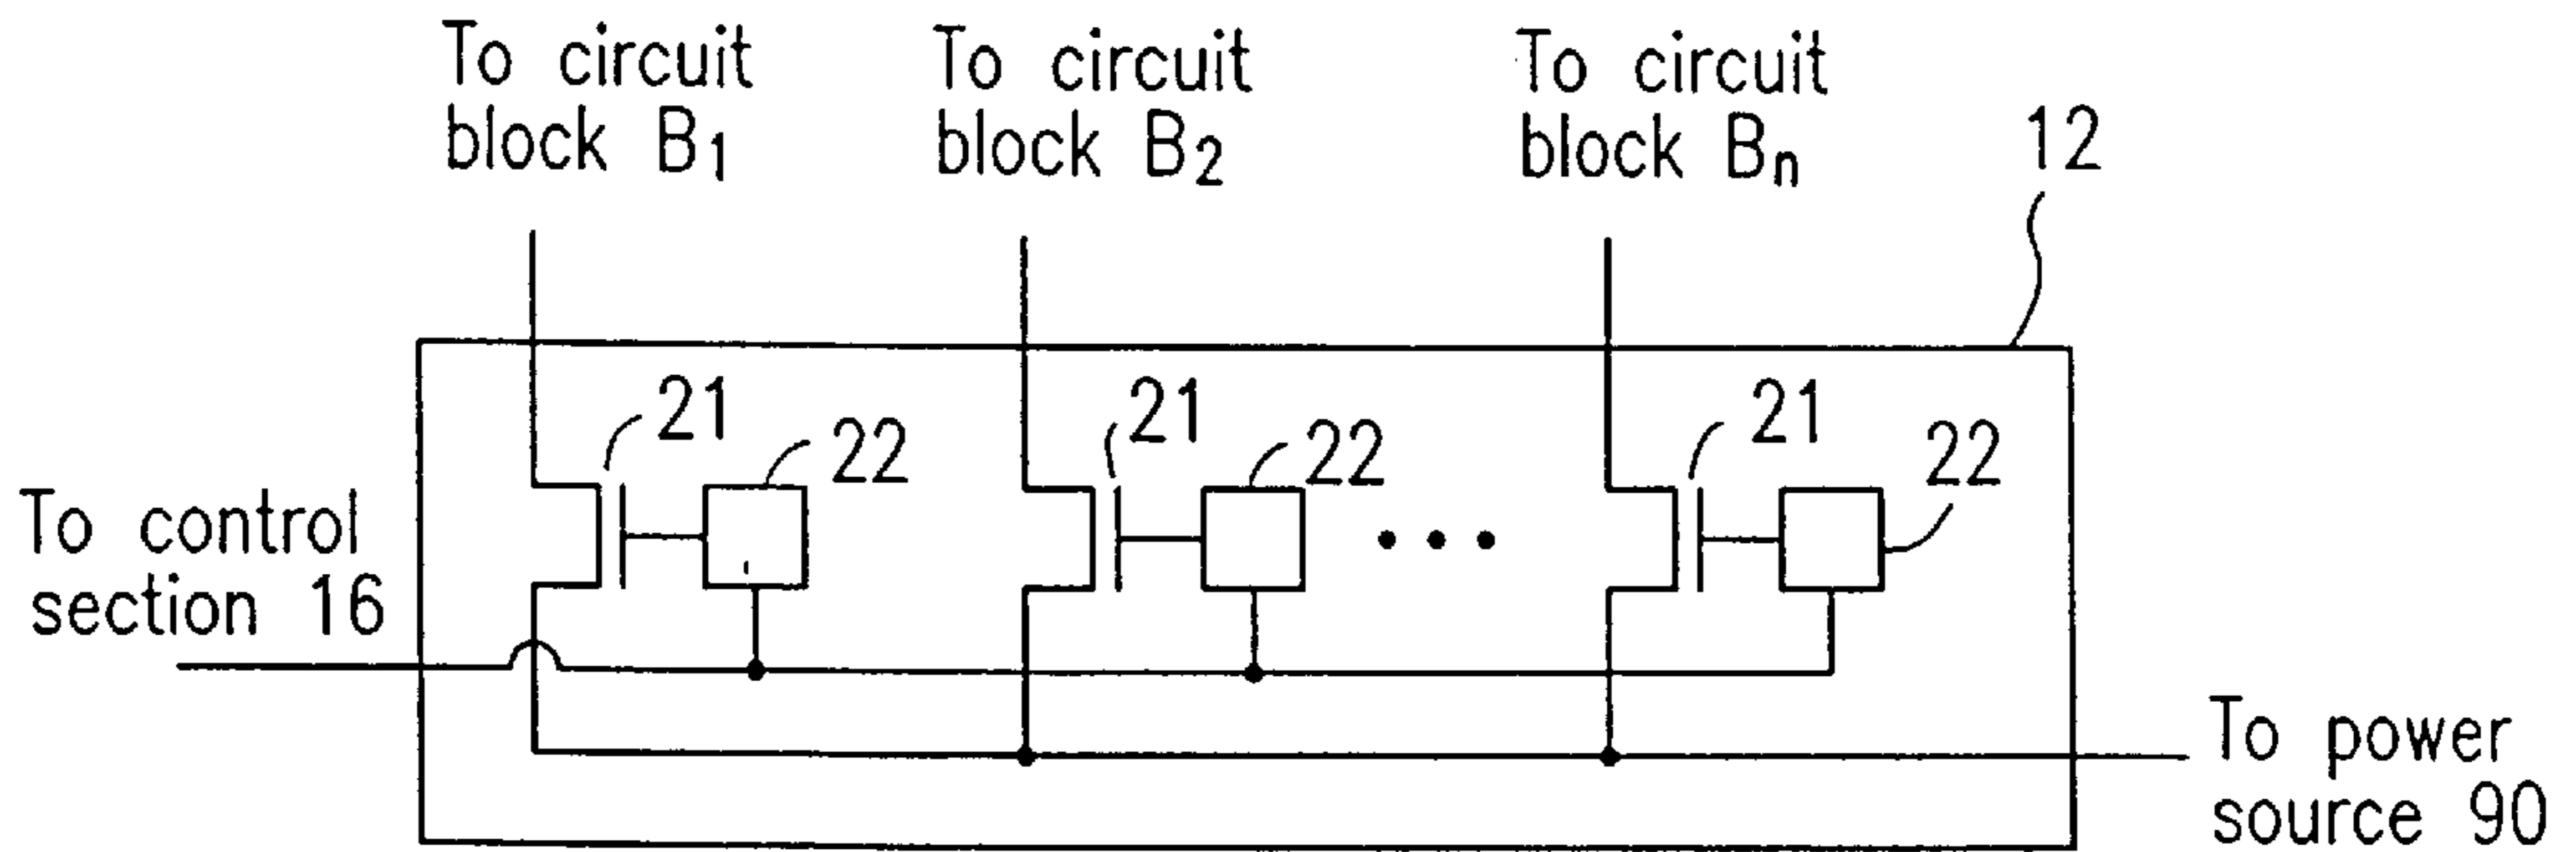 To circuit
block B1
To circuit
block B2
To circuit
block Bn
12
21
22
21
22
21
22
To control
section 16
To power
source 90